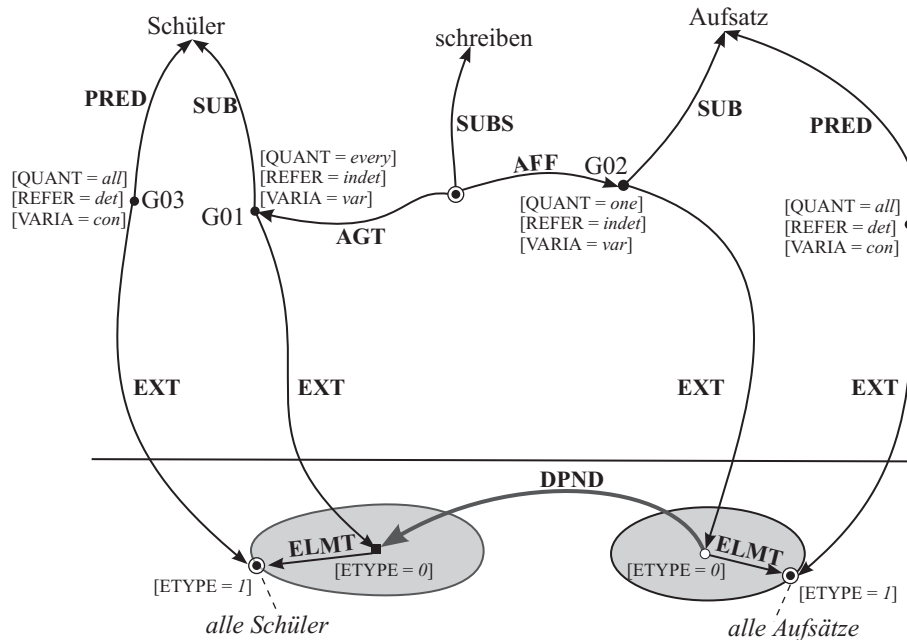 Schüler
schreiben
Aufsatz
PRED
SUB
SUBS
SUB
PRED
[QUANT = all]
[REFER = det]
[VARIA = con]
G03
[QUANT = every]
[REFER = indet]
[VARIA = var]
G01
AGT
AFF
G02
[QUANT = one]
[REFER = indet]
[VARIA = var]
[QUANT = all]
[REFER = det]
[VARIA = con]
EXT
EXT
EXT
EXT
DPND
ELMT
ELMT
[ETYPE = 0]
[ETYPE = 0]
[ETYPE = 1]
[ETYPE = 1]
alle Schüler
alle Aufsätze